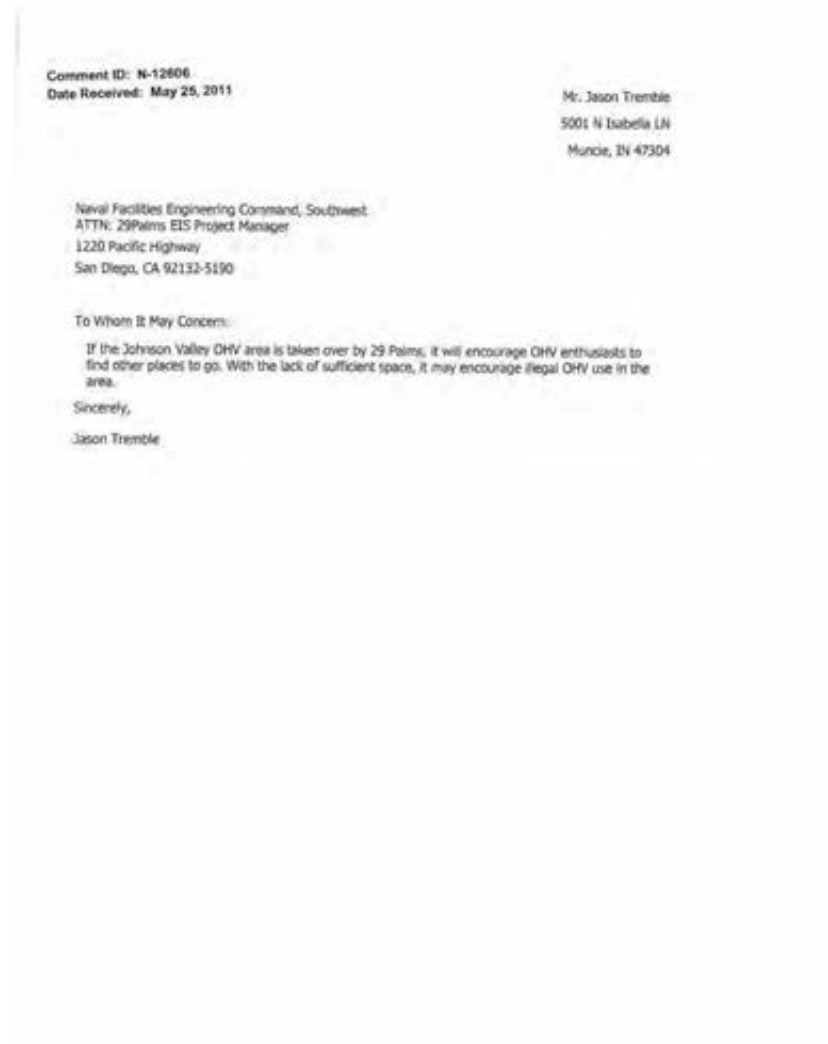 Comment ID: N-12606
Date Received: May 25, 2011
Mr. Jason Tremble
5001 N Isabella LN
Muncie, IN 47304
Naval Facilities Engineering Command, Southwest
ATTN: 29Palms EIS Project Manager
1220 Pacific Highway
San Diego, CA 92132-5190
To Whom It May Concern:
If the Johnson Valley OHV area is taken over by 29 Palms, it will encourage OHV enthusiasts to
find other places to go. With the lack of sufficient space, it may encourage illegal OHV use in the
area.
Sincerely,
Jason Tremble